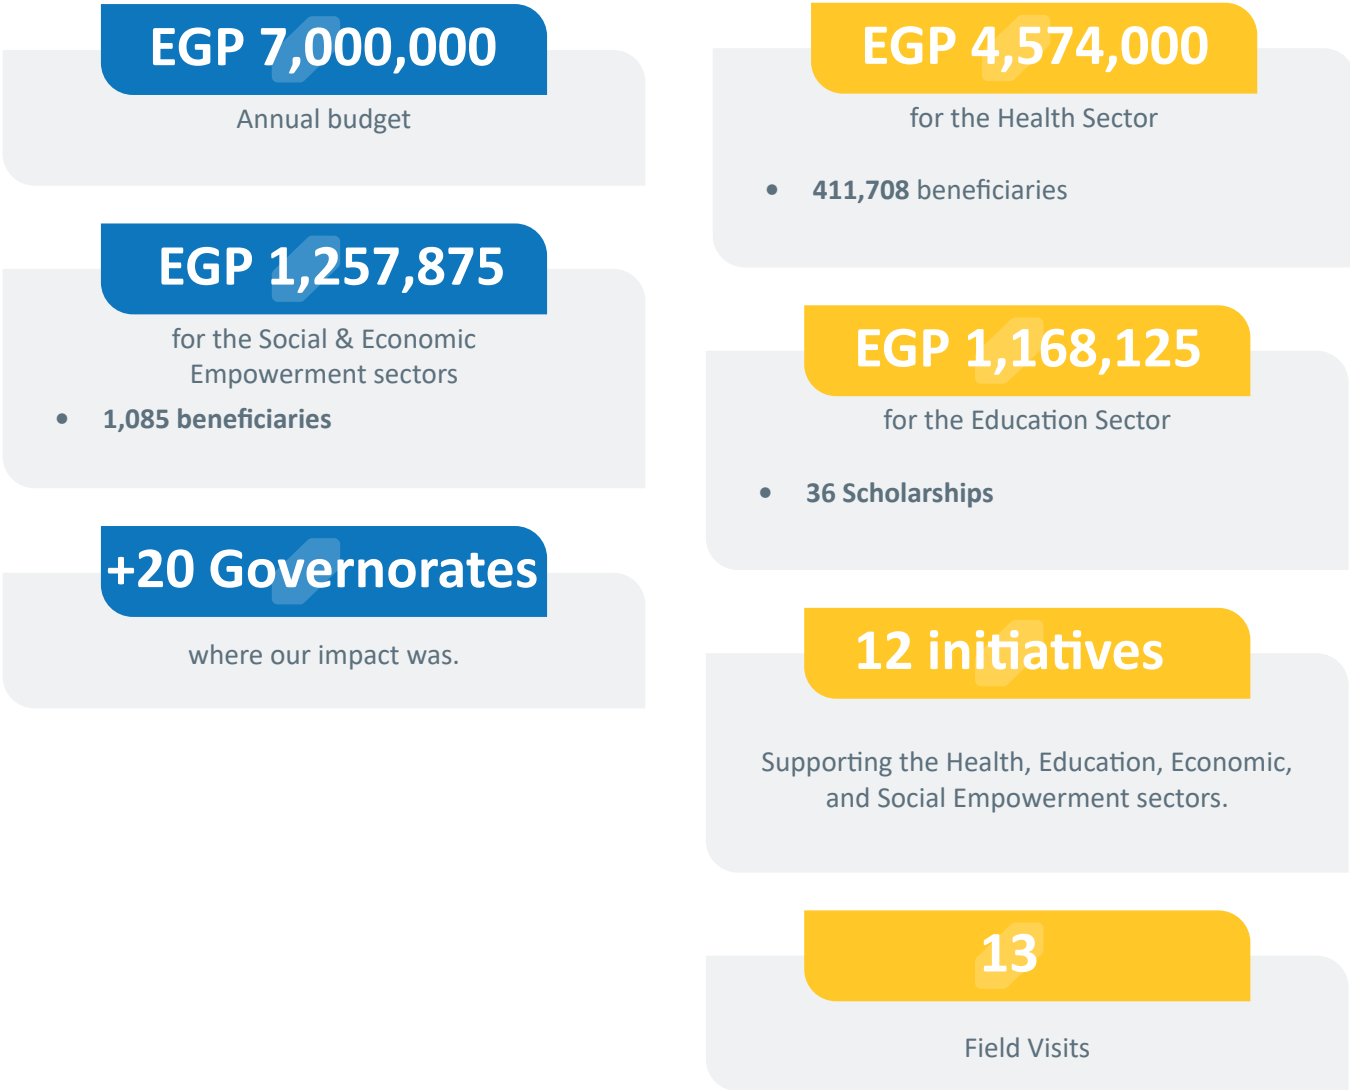 EGP 7,000,000
Annual budget
EGP 1,257,875
for the Social & Economic
Empowerment sectors
• 1,085 beneficiaries
+20 Governorates
where our impact was.
EGP 4,574,000
for the Health Sector
• 411,708 beneficiaries
EGP 1,168,125
for the Education Sector
• 36 Scholarships
12 initiatives
Supporting the Health, Education, Economic,
and Social Empowerment sectors.
13
Field Visits